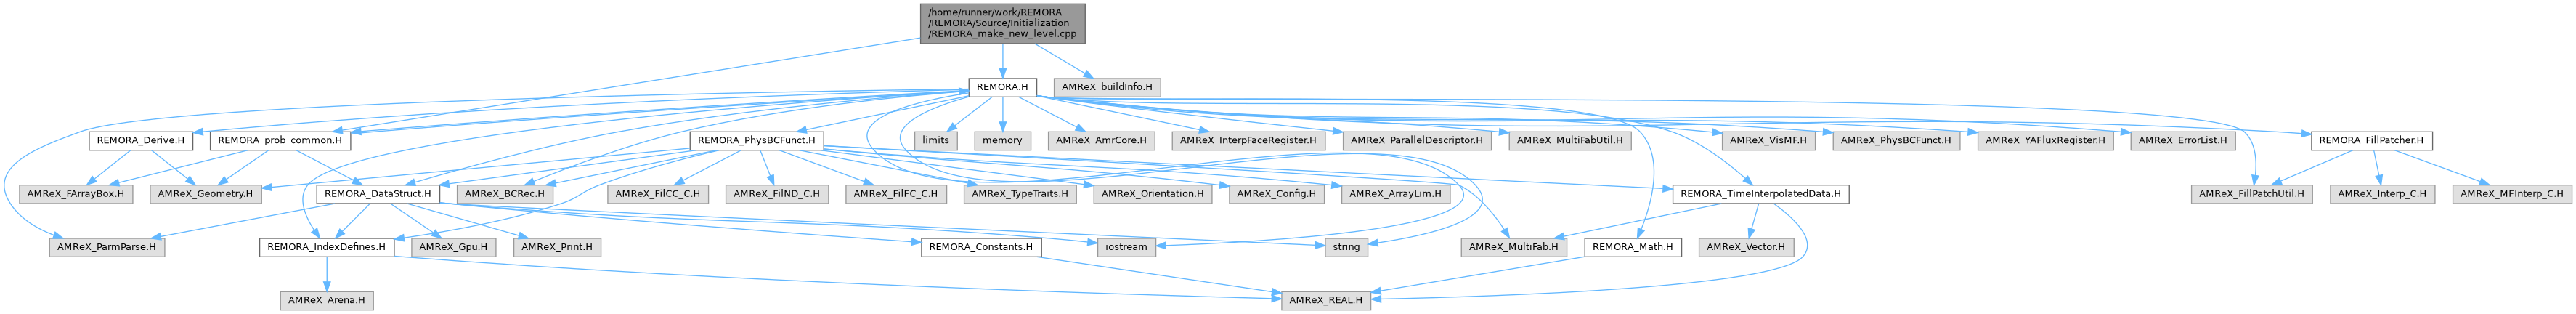 /home/runner/work/REMORA
/REMORA/Source/Initialization
/REMORA_make_new_level.cpp
REMORA.H
AMReX_buildInfo.H
REMORA_Derive.H
REMORA_prob_common.H
REMORA_PhysBCFunct.H
limits
memory
AMReX_AmrCore.H
AMReX_InterpFaceRegister.H
AMReX_ParallelDescriptor.H
AMReX_MultiFabUtil.H
AMReX_VisMF.H
AMReX_PhysBCFunct.H
AMReX_YAFluxRegister.H
AMReX_ErrorList.H
REMORA_FillPatcher.H
AMReX_FArrayBox.H
AMReX_Geometry.H
REMORA_DataStruct.H
AMReX_BCRec.H
AMReX_FilCC_C.H
AMReX_FilND_C.H
AMReX_FilFC_C.H
AMReX_TypeTraits.H
AMReX_Orientation.H
AMReX_Config.H
AMReX_ArrayLim.H
REMORA_TimeInterpolatedData.H
AMReX_FillPatchUtil.H
AMReX_Interp_C.H
AMReX_MFInterp_C.H
AMReX_ParmParse.H
REMORA_IndexDefines.H
AMReX_Gpu.H
AMReX_Print.H
REMORA_Constants.H
iostream
string
AMReX_MultiFab.H
REMORA_Math.H
AMReX_Vector.H
AMReX_Arena.H
AMReX_REAL.H